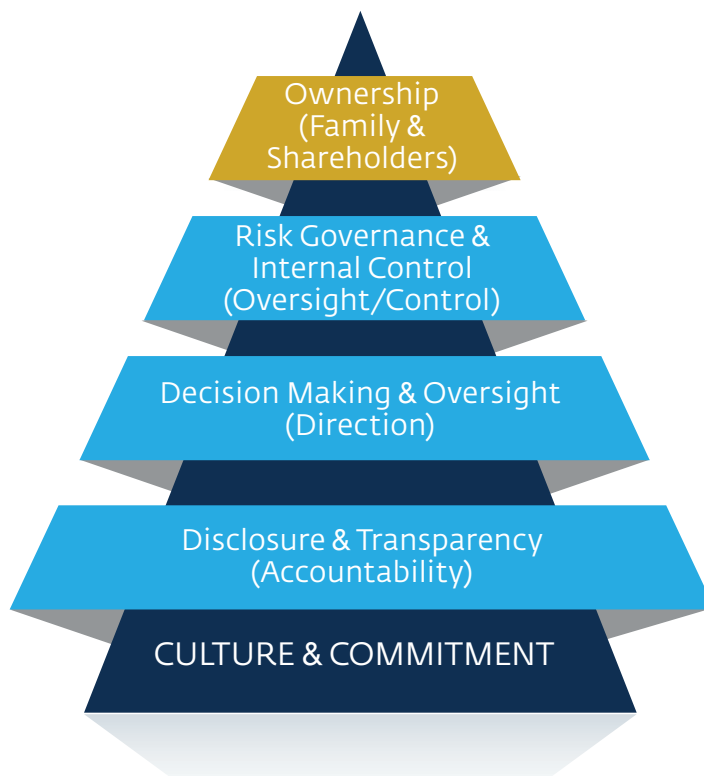 Ownership
(Family &
Shareholders)
Risk Governance &
Internal Control
(Oversight/Control)
Decision Making & Oversight
(Direction)
Disclosure & Transparency
(Accountability)
CULTURE & COMMITMENT